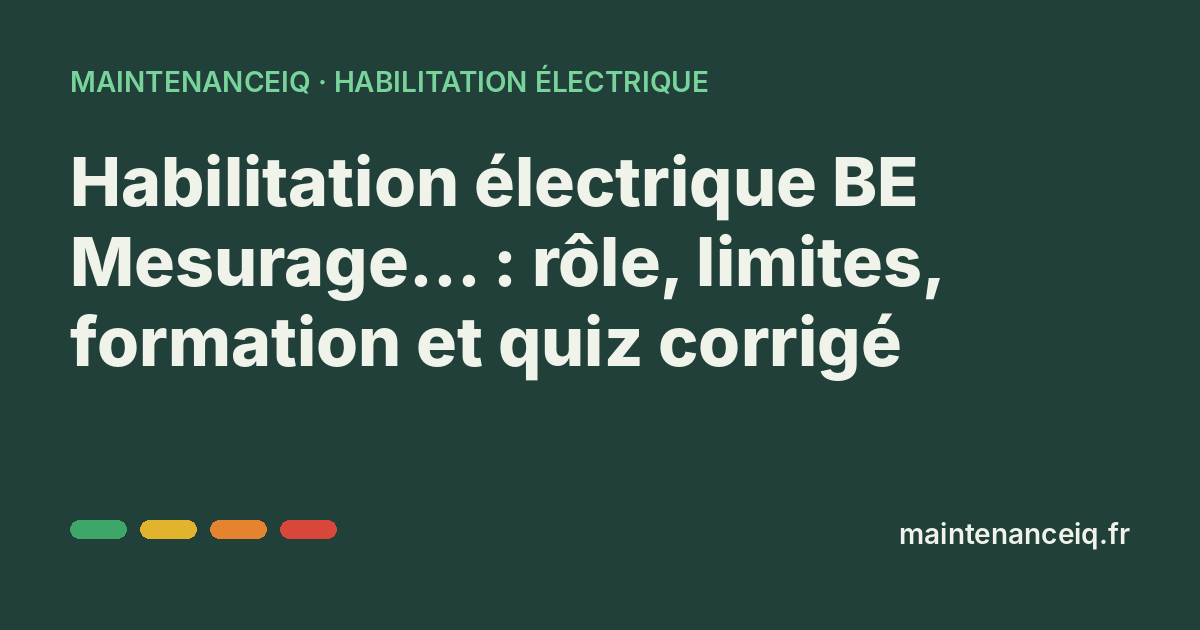 MAINTENANCEIQ · HABILITATION ÉLECTRIQUE
Habilitation électrique BE
Mesurage… : rôle, limites,
formation et quiz corrigé
maintenanceiq.fr